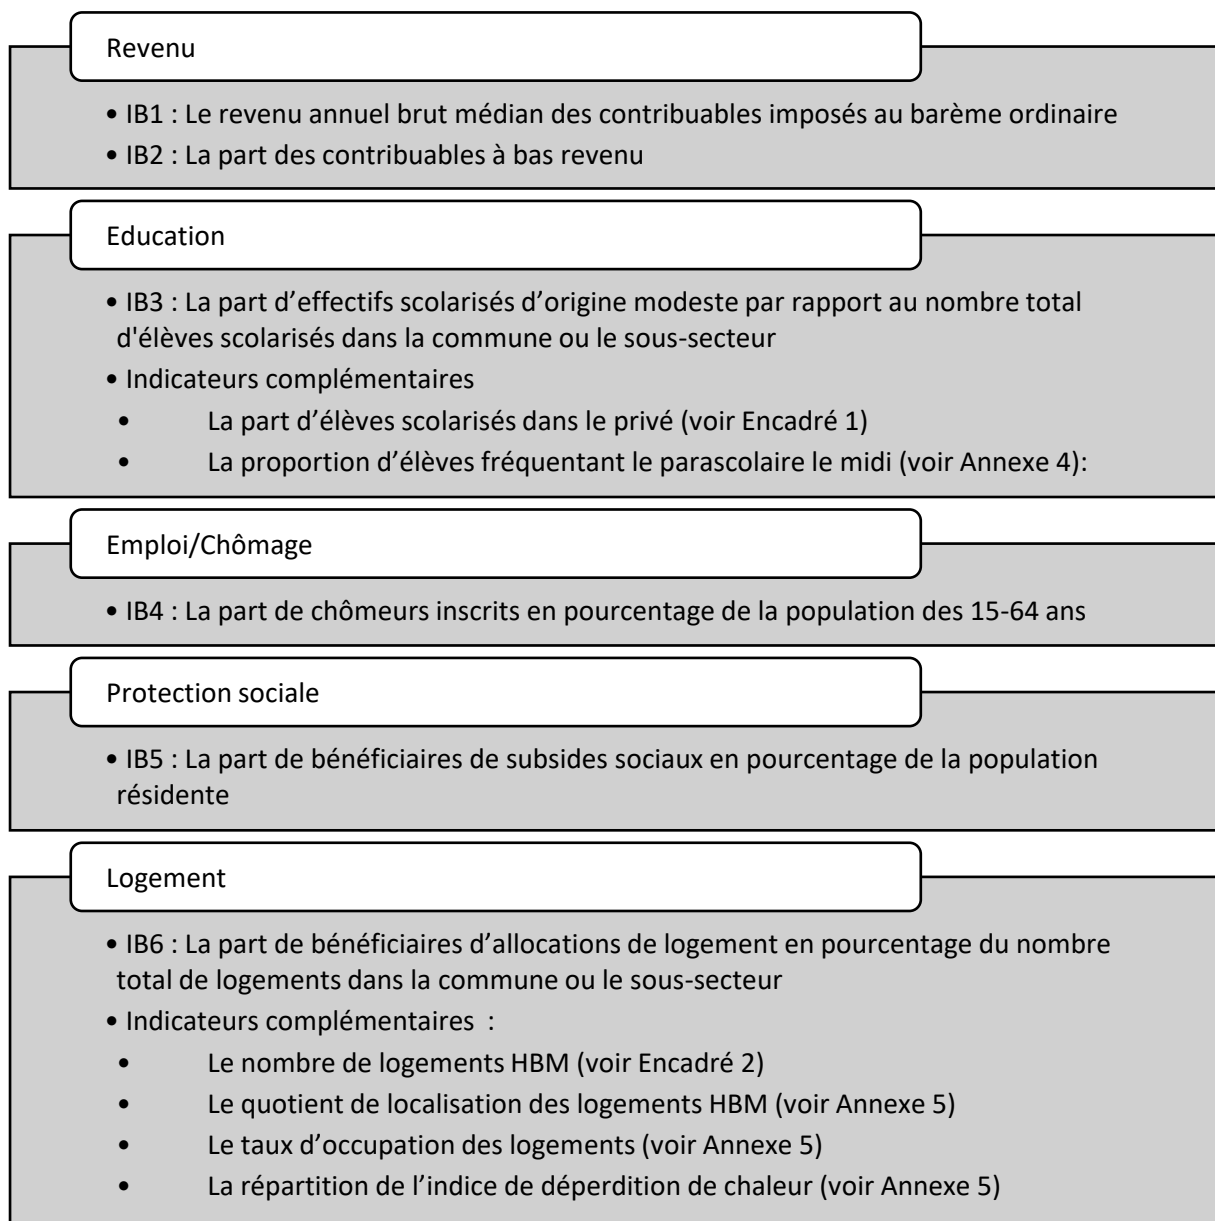 Revenu
• IB1 : Le revenu annuel brut médian des contribuables imposés au barème ordinaire
• IB2 : La part des contribuables à bas revenu
Education
• IB3 : La part d’effectifs scolarisés d’origine modeste par rapport au nombre total
d'élèves scolarisés dans la commune ou le sous-secteur
• Indicateurs complémentaires
• La part d’élèves scolarisés dans le privé (voir Encadré 1)
• La proportion d’élèves fréquentant le parascolaire le midi (voir Annexe 4):
Emploi/Chômage
• IB4 : La part de chômeurs inscrits en pourcentage de la population des 15-64 ans
Protection sociale
• IB5 : La part de bénéficiaires de subsides sociaux en pourcentage de la population
résidente
Logement
• IB6 : La part de bénéficiaires d’allocations de logement en pourcentage du nombre
total de logements dans la commune ou le sous-secteur
• Indicateurs complémentaires :
• Le nombre de logements HBM (voir Encadré 2)
• Le quotient de localisation des logements HBM (voir Annexe 5)
• Le taux d’occupation des logements (voir Annexe 5)
• La répartition de l’indice de déperdition de chaleur (voir Annexe 5)